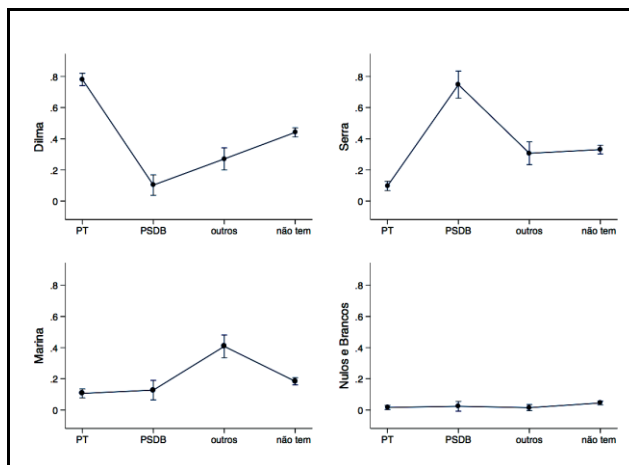 Dilma
.8
.6
.4
.2
0
PT PSDB outros não tem
Serra
.8
.6
.4
.2
0
PT PSDB outros não tem
Marina
.8
.6
.4
.2
0
PT PSDB outros não tem
Nulos e Brancos
.8
.6
.4
.2
0
PT PSDB outros não tem